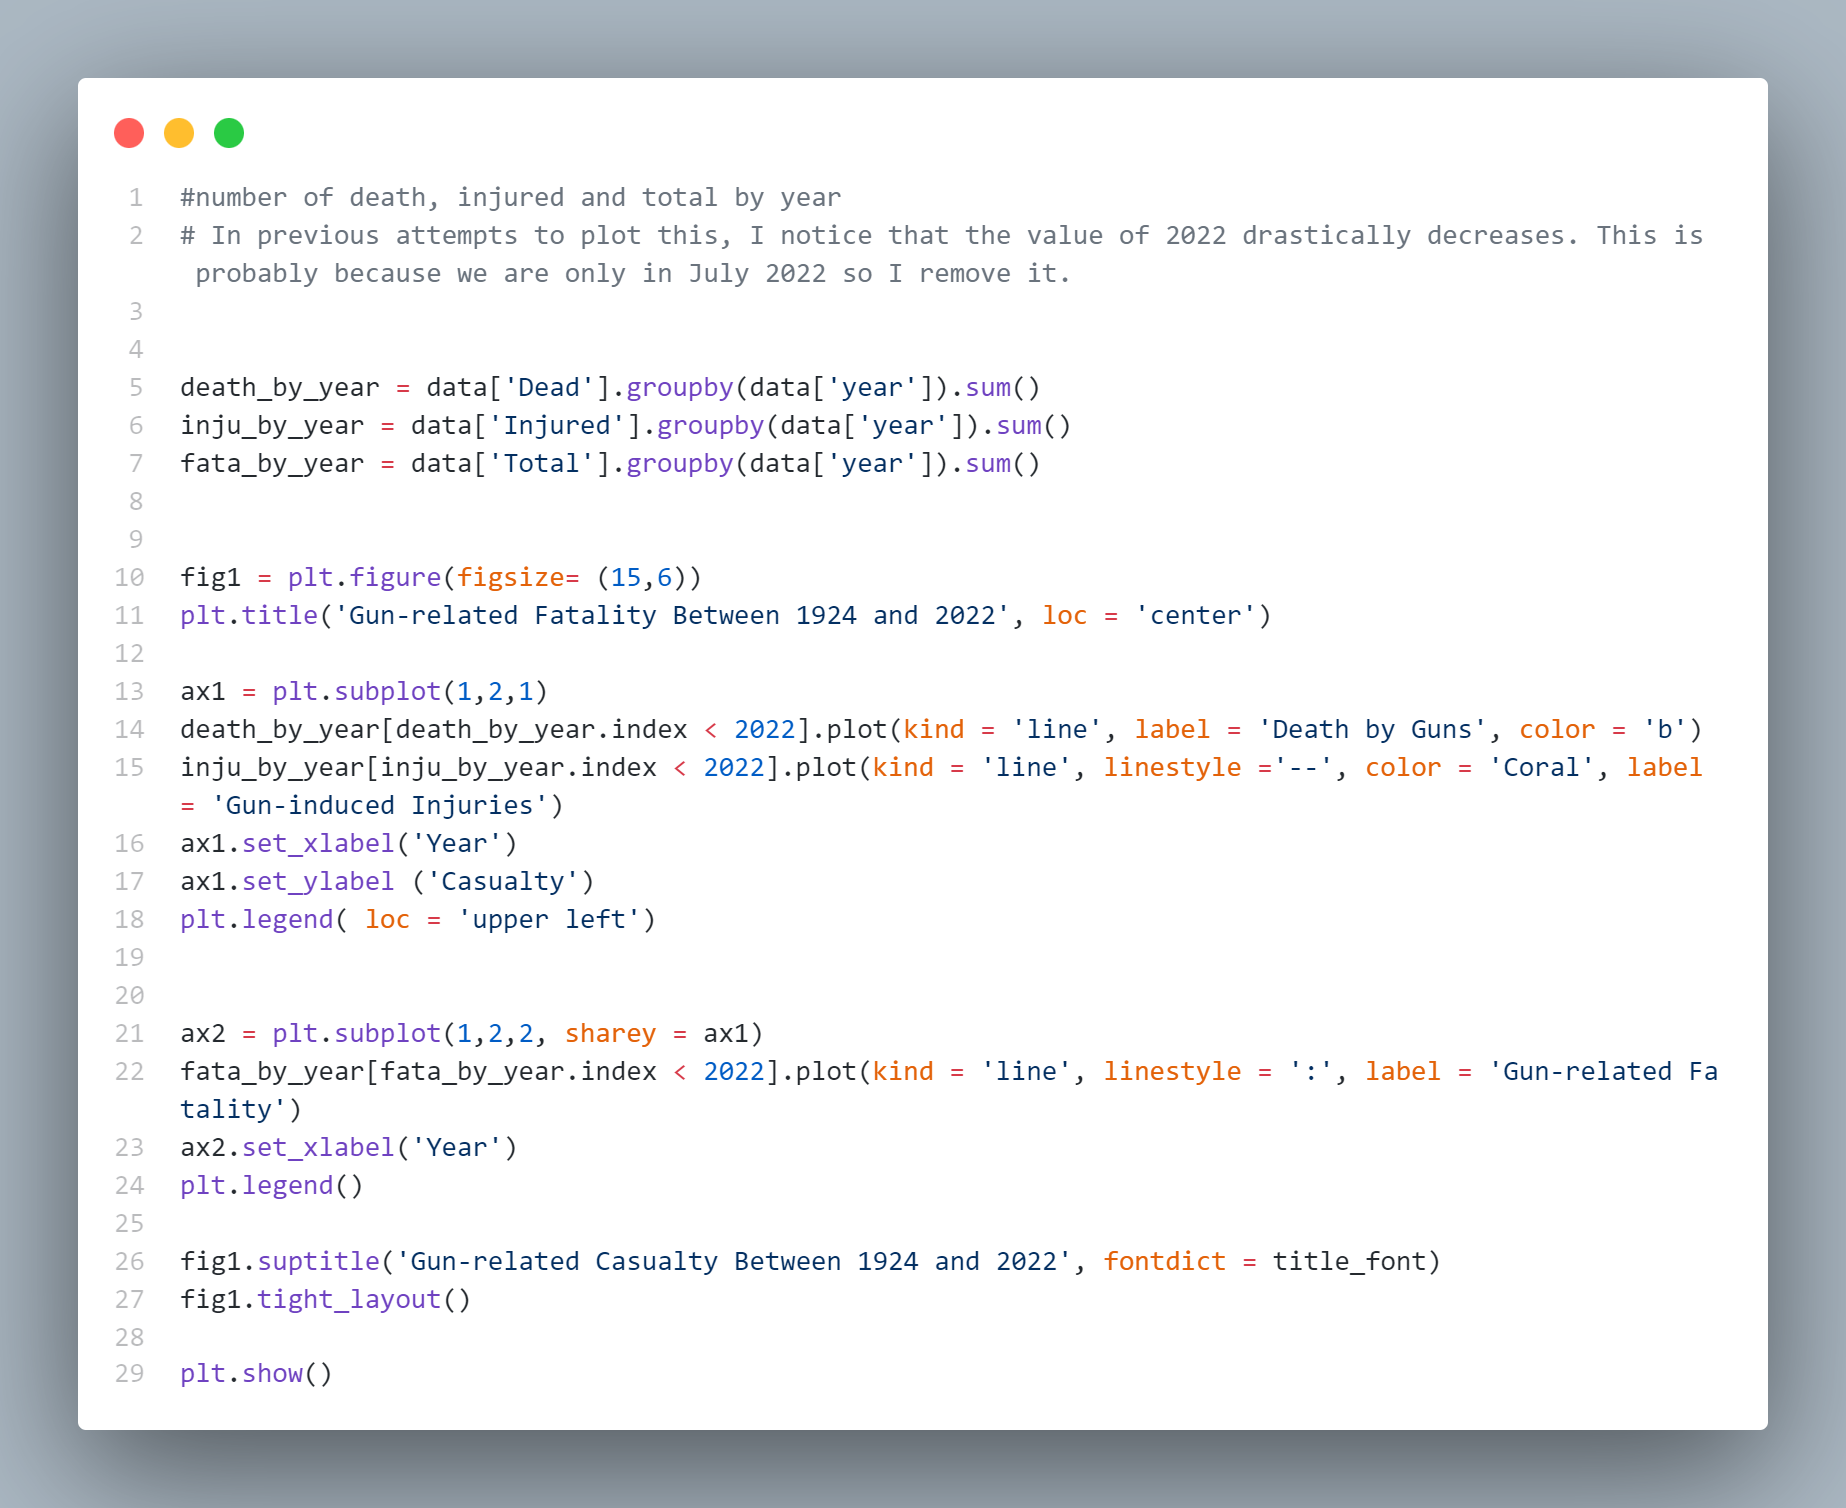 1 #number of death, injured and total by year
2 # In previous attempts to plot this, I notice that the value of 2022 drastically decreases. This is
probably because we are only in July 2022 so I remove it.
3
4
5 death_by_year = data['Dead'].groupby(data['year']).sum()
6 inju_by_year = data['Injured'].groupby(data['year']).sum()
7 fata_by_year = data['Total'].groupby(data['year']).sum()
8
9
10 fig1 = plt.figure(figsize= (15,6))
11 plt.title('Gun-related Fatality Between 1924 and 2022', loc = 'center')
12
13 ax1 = plt.subplot(1,2,1)
14 death_by_year[death_by_year.index < 2022].plot(kind = 'line', label = 'Death by Guns', color = 'b')
15 inju_by_year[inju_by_year.index < 2022].plot(kind = 'line', linestyle ='--', color = 'Coral', label
= 'Gun-induced Injuries')
16 ax1.set_xlabel('Year')
17 ax1.set_ylabel ('Casualty')
18 plt.legend( loc = 'upper left')
19
20
21 ax2 = plt.subplot(1,2,2, sharey = ax1)
22 fata_by_year[fata_by_year.index < 2022].plot(kind = 'line', linestyle = ':', label = 'Gun-related Fa
tality')
23 ax2.set_xlabel('Year')
24 plt.legend()
25
26 fig1.suptitle('Gun-related Casualty Between 1924 and 2022', fontdict = title_font)
27 fig1.tight_layout()
28
29 plt.show()